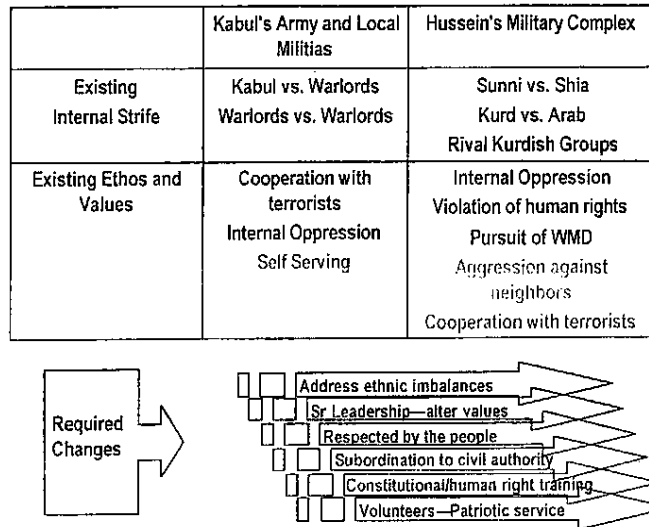 Kabul's Army and Local
Militias
Hussein's Military Complex
Existing
Internal Strife
Kabul vs. Warlords
Warlords vs. Warlords
Sunni vs. Shia
Kurd vs. Arab
Rival Kurdish Groups
Existing Ethos and
Values
Cooperation with
terrorists
Internal Oppression
Self Serving
Internal Oppression
Violation of human rights
Pursuit of WMD
Aggression against
neighbors
Cooperation with terrorists
Required
Changes
Address ethnic imbalances
Sr Leadership—alter values
Respected by the people
Subordination to civil authority
Constitutional/human right training
Volunteers—Patriotic service